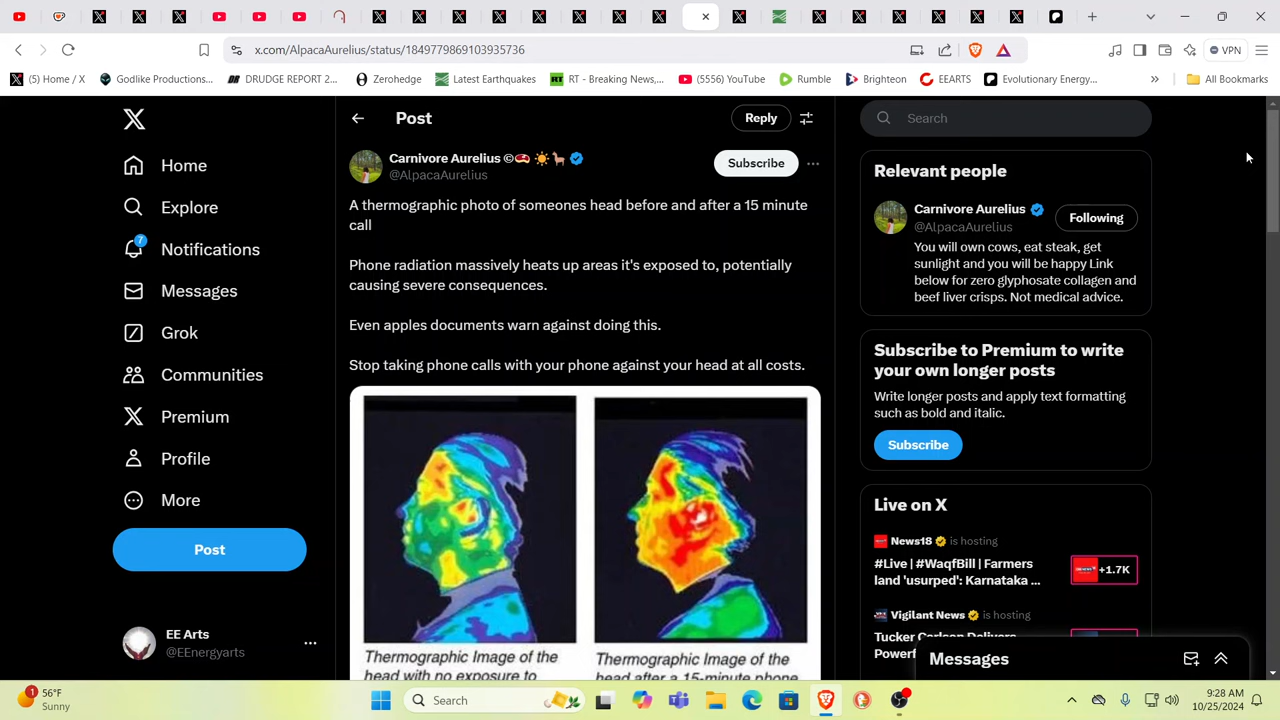 x.com/AlpacaAurelius/status/1849779869103935736
VPN
(5) Home / X
Godlike Productions...
DRUDGE REPORT 2...
Zerohedge
Latest Earthquakes
RT - Breaking News,...
(5555) YouTube
Rumble
Brighteon
EEARTS
Evolutionary Energy...
All Bookmarks
Home
Explore
7
Notifications
Messages
Grok
Communities
Premium
Profile
More
Post
EE Arts
@EEnergyarts
Post
Reply
Carnivore Aurelius ©
@AlpacaAurelius
Subscribe
A thermographic photo of someones head before and after a 15 minute
call
Phone radiation massively heats up areas it's exposed to, potentially
causing severe consequences.
Even apples documents warn against doing this.
Stop taking phone calls with your phone against your head at all costs.
Thermographic Image of the
head with no exposure to
Thermographic Image of the
head after a 15-minute phone
Search
Relevant people
Carnivore Aurelius
@AlpacaAurelius
Following
You will own cows, eat steak, get
sunlight and you will be happy Link
below for zero glyphosate collagen and
beef liver crisps. Not medical advice.
Subscribe to Premium to write
your own longer posts
Write longer posts and apply text formatting
such as bold and italic.
Subscribe
Live on X
News18 is hosting
#Live | #WaqfBill | Farmers
land 'usurped': Karnataka ...
+1.7K
Vigilant News is hosting
Tucker Carlson Delivers
Powerf
Messages
1
56°F
Sunny
Search
9:28 AM
10/25/2024